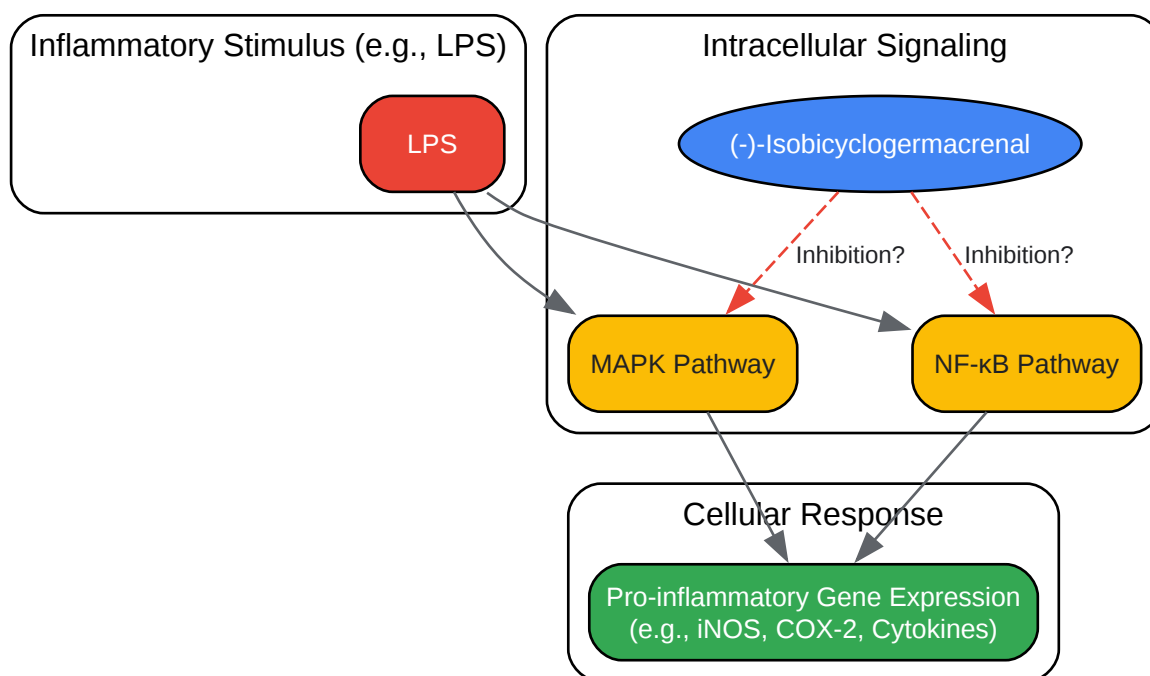 Inflammatory Stimulus (e.g., LPS)
Intracellular Signaling
LPS
(-)-Isobicyclogermacrenal
Inhibition?
Inhibition?
MAPK Pathway
NF-κB Pathway
Cellular Response
Pro-inflammatory Gene Expression
(e.g., iNOS, COX-2, Cytokines)